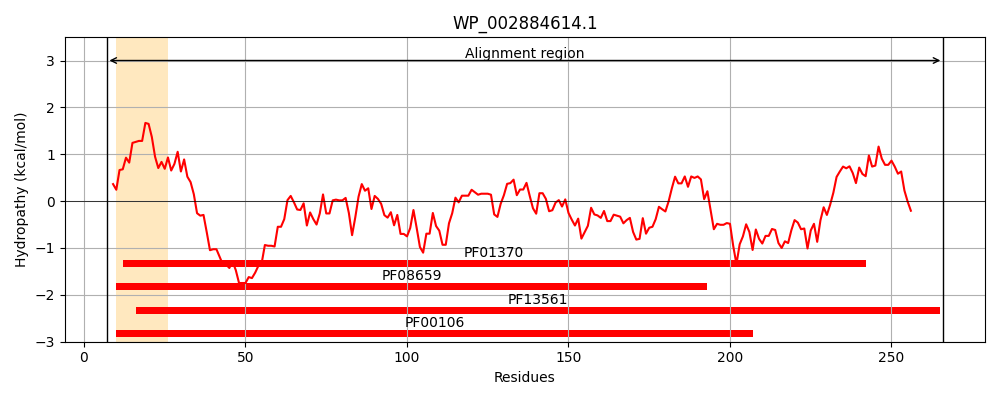 WP_002884614.1
Alignment region
3
2
1
0
−1
−2
−3
Hydropathy (kcal/mol)
PF01370
PF08659
PF13561
PF00106
0 50 100 150 200 250
Residues